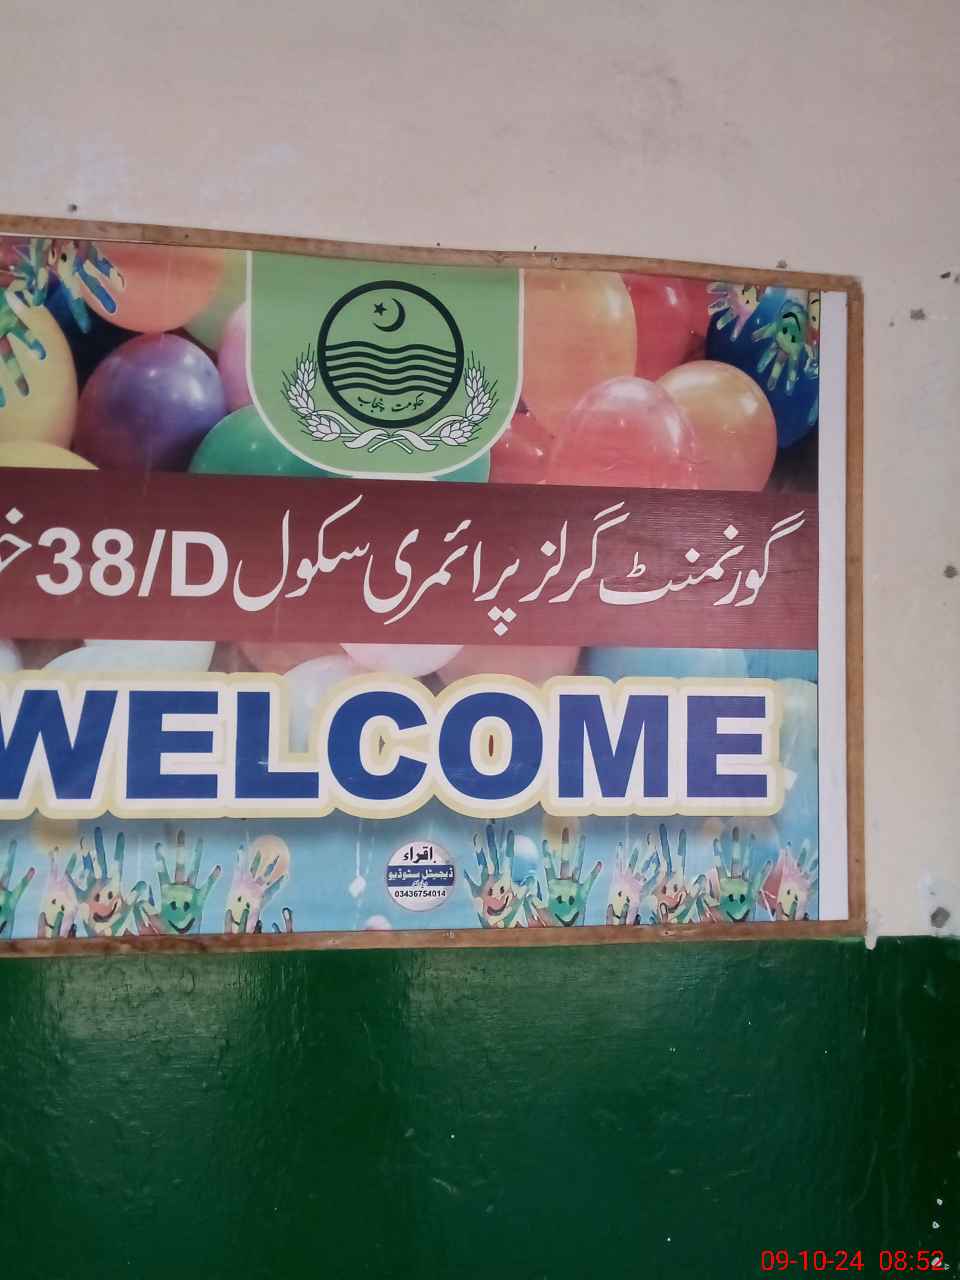 حکومت پنجاب
گورنمنٹ گرلز پرائمری سکول 38/D
WELCOME
اقراء
ڈیجیٹل سٹوڈیو
03436754014
09-10-24 08:52